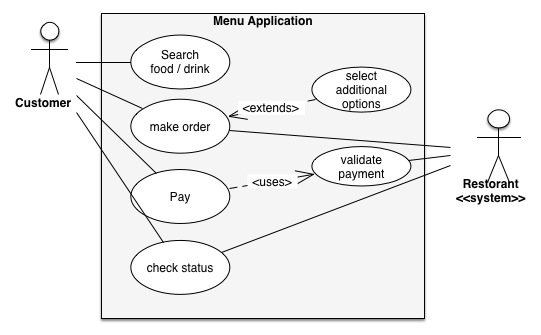 Menu Application
Search
food / drink
select
additional
options
Customer
<extends>
make order
validate
payment
<uses>
Pay
Restorant
<<system>>
check status